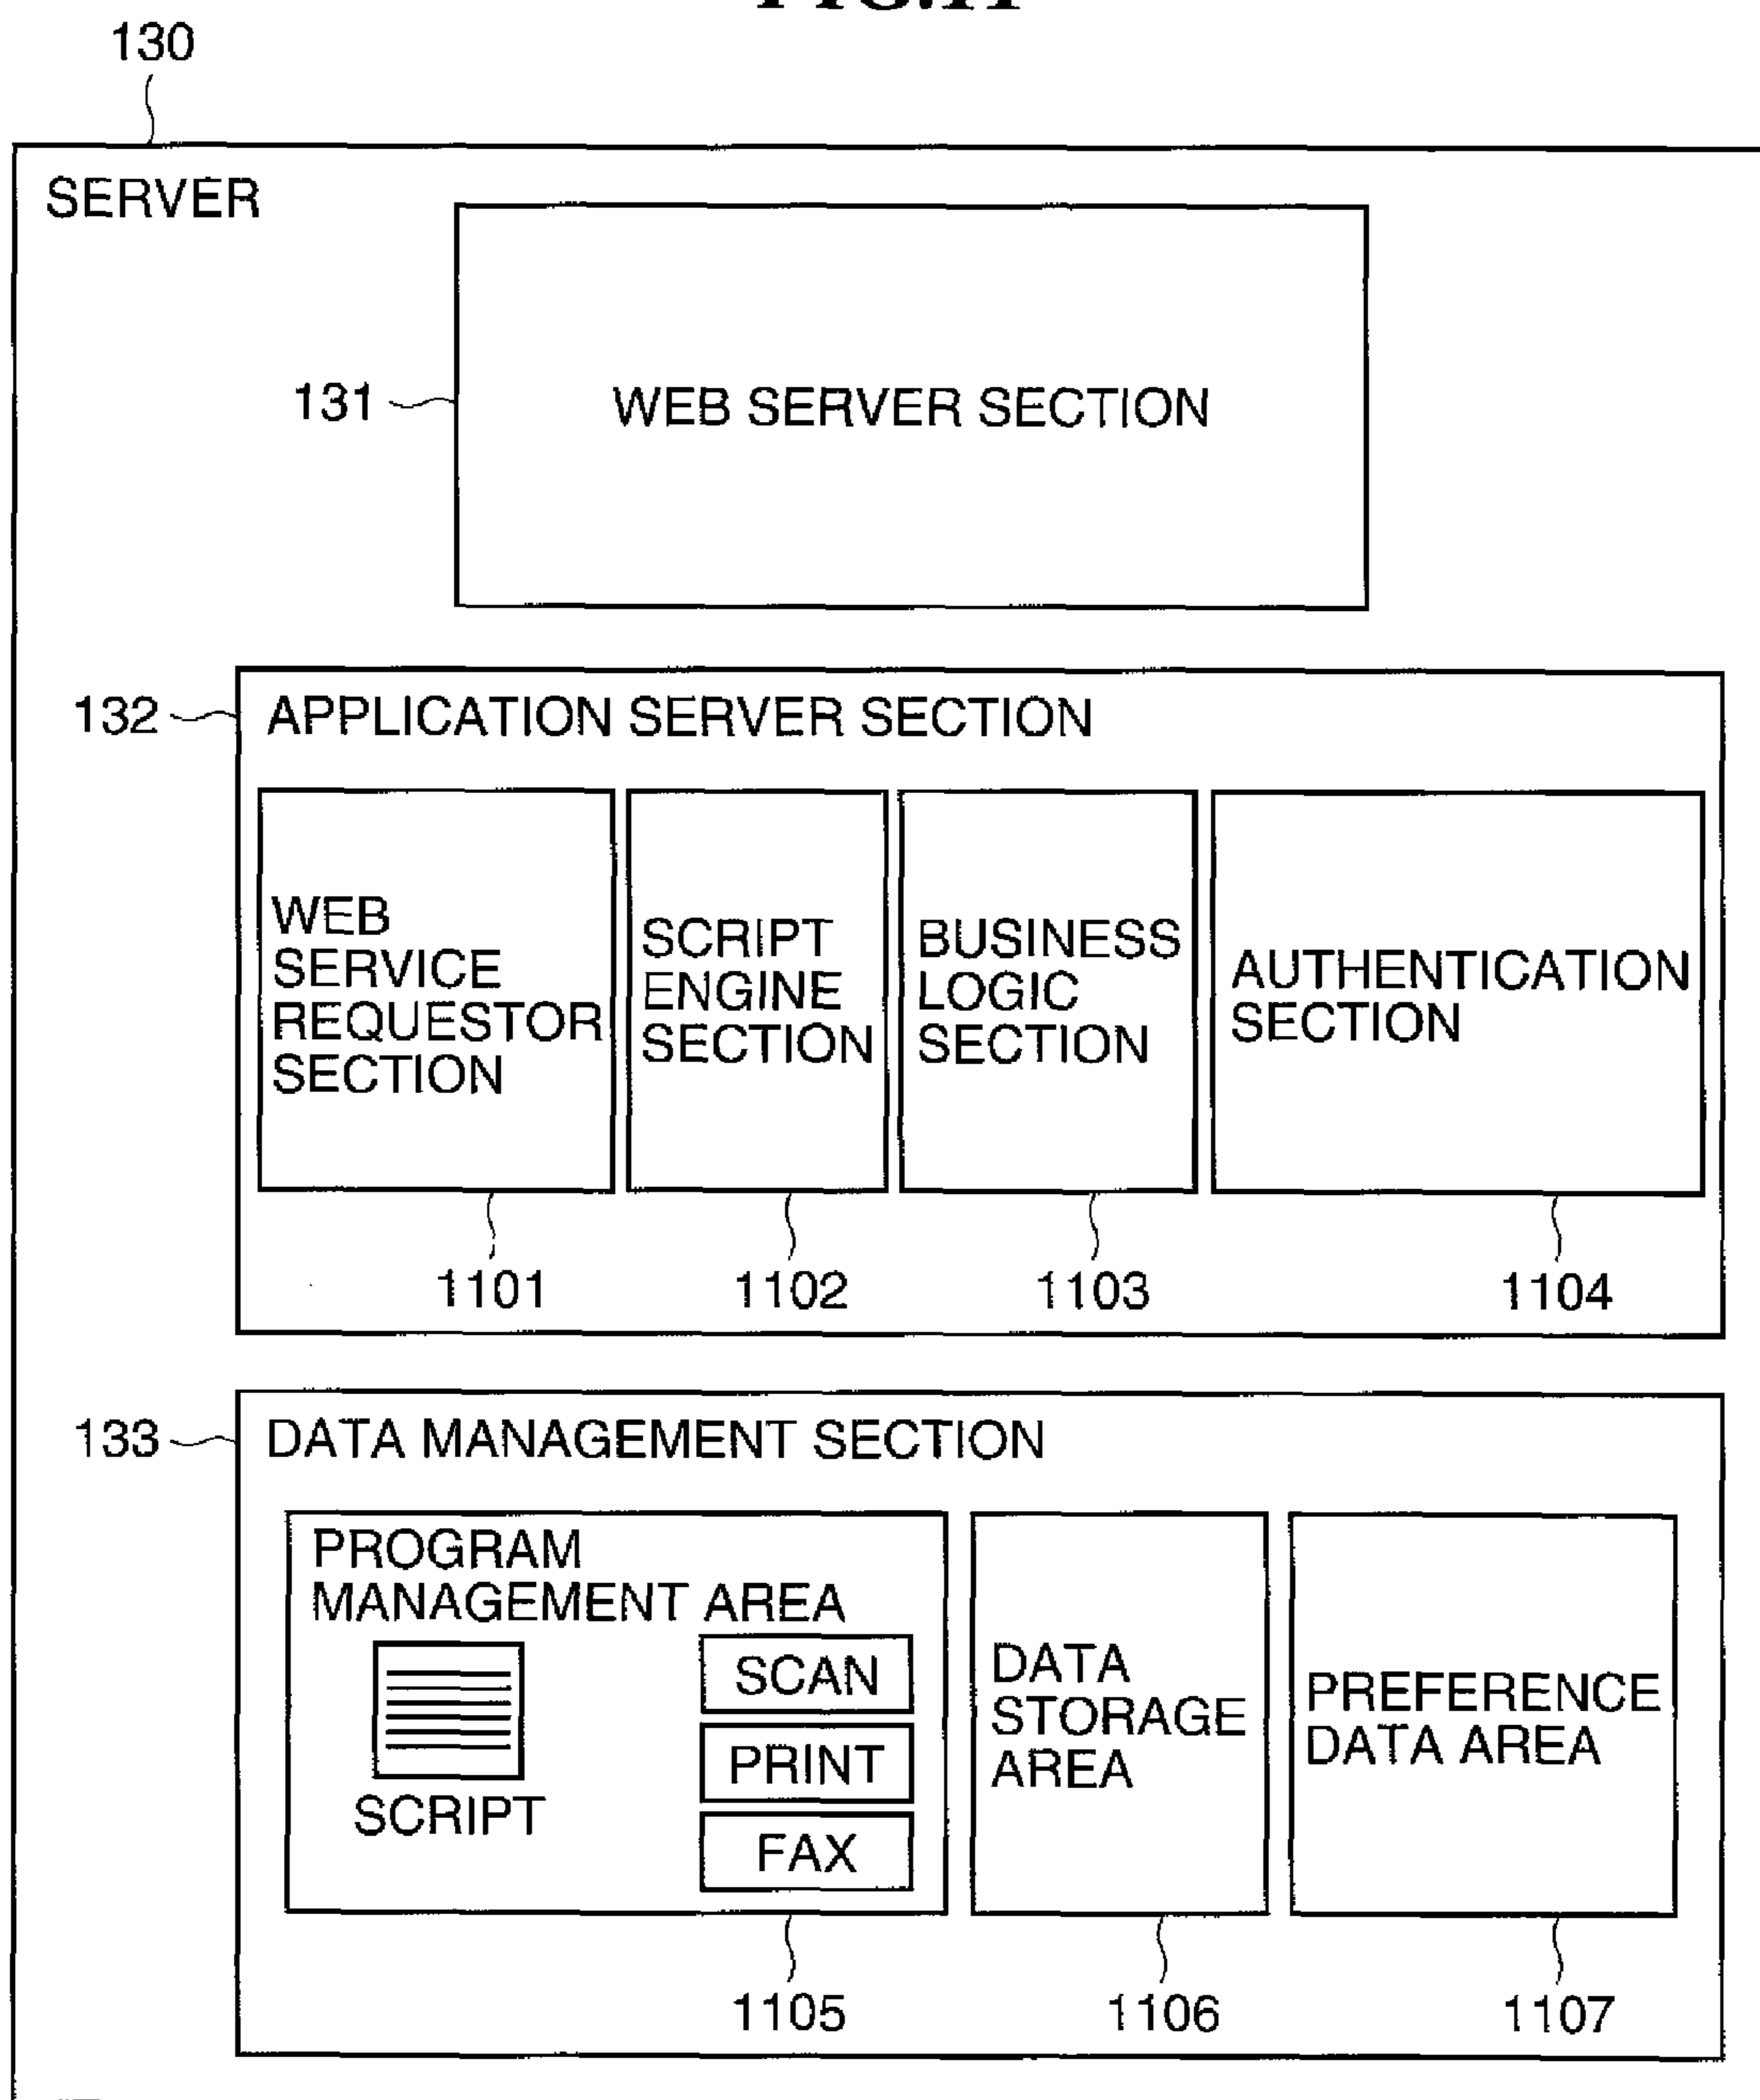 FIG.11
130
SERVER
131
WEB SERVER SECTION
132
APPLICATION SERVER SECTION
WEB
SERVICE
REQUESTOR
SECTION
SCRIPT
ENGINE
SECTION
BUSINESS
LOGIC
SECTION
AUTHENTICATION
SECTION
1101
1102
1103
1104
133
DATA MANAGEMENT SECTION
PROGRAM
MANAGEMENT AREA
SCRIPT
SCAN
PRINT
FAX
DATA
STORAGE
AREA
PREFERENCE
DATA AREA
1105
1106
1107